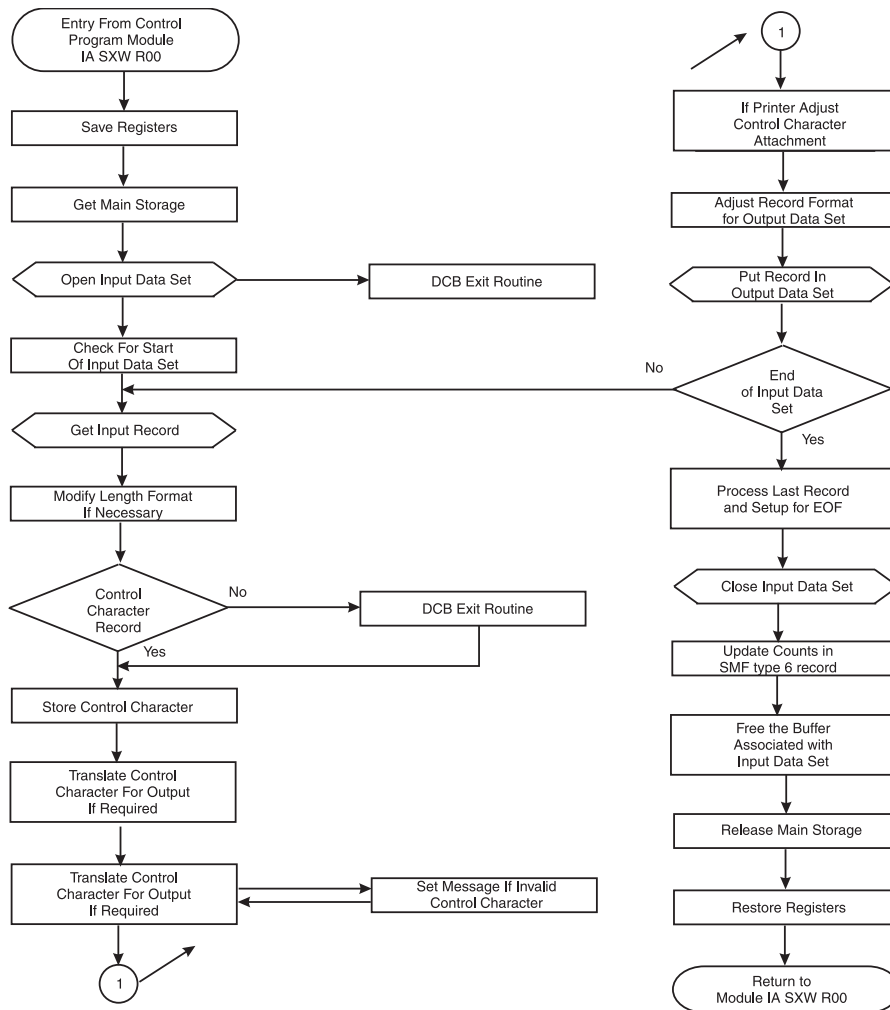 Entry From Control
Program Module
IA SXW R00
Save Registers
Get Main Storage
Open Input Data Set
DCB Exit Routine
Check For Start
Of Input Data Set
Get Input Record
Modify Length Format
If Necessary
Control
Character
Record
No
DCB Exit Routine
Yes
Store Control Character
Translate Control
Character For Output
If Required
Translate Control
Character For Output
If Required
Set Message If Invalid
Control Character
1
1
If Printer Adjust
Control Character
Attachment
Adjust Record Format
for Output Data Set
Put Record In
Output Data Set
No
End
of Input Data
Set
Yes
Process Last Record
and Setup for EOF
Close Input Data Set
Update Counts in
SMF type 6 record
Free the Buffer
Associated with
Input Data Set
Release Main Storage
Restore Registers
Return to
Module IA SXW R00